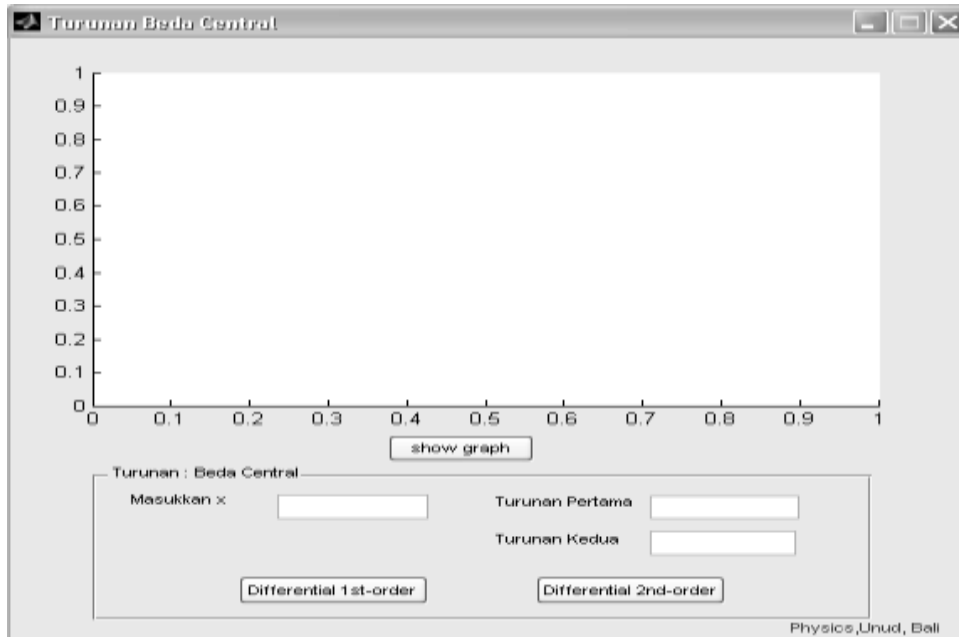 Turunan Beda Central
1
0.9
0.8
0.7
0.6
0.5
0.4
0.3
0.2
0.1
0
0 0.1 0.2 0.3 0.4 0.5 0.6 0.7 0.8 0.9 1
show graph
Turunan : Beda Central
Masukkan x
Turunan Pertama
Turunan Kedua
Differential 1st-order
Differential 2nd-order
Physics,Unud, Bali